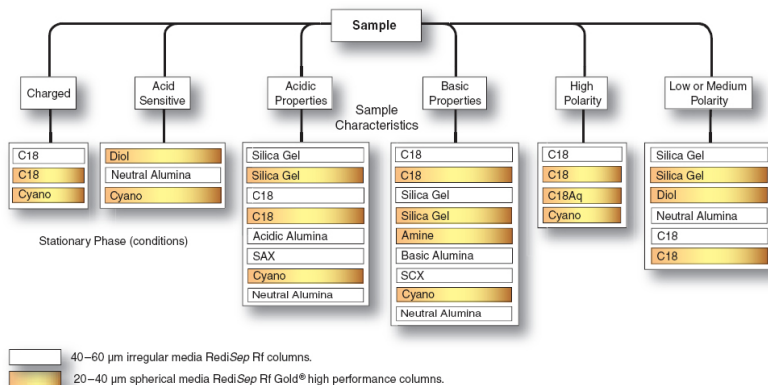 Sample
Charged
Acid
Sensitive
Acidic
Properties
Basic
Properties
High
Polarity
Low or Medium
Polarity
Sample
Characteristics
C18
C18
Cyano
Diol
Neutral Alumina
Cyano
Silica Gel
Silica Gel
C18
C18
Acidic Alumina
SAX
Cyano
Neutral Alumina
C18
C18
Silica Gel
Silica Gel
Amine
Basic Alumina
SCX
Cyano
Neutral Alumina
C18
C18
C18Aq
Cyano
Silica Gel
Silica Gel
Diol
Neutral Alumina
C18
C18
Stationary Phase (conditions)
40–60 µm irregular media RediSep Rf columns.
20–40 µm spherical media RediSep Rf Gold® high performance columns.